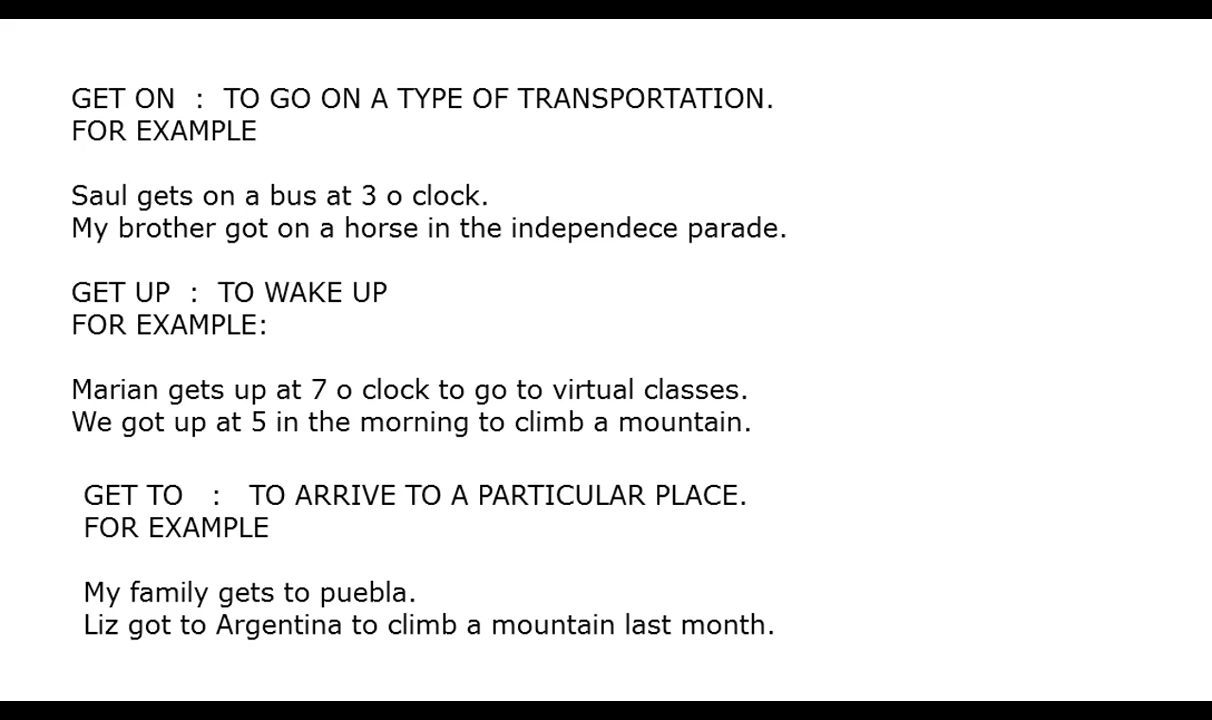 GET ON : TO GO ON A TYPE OF TRANSPORTATION.
FOR EXAMPLE
Saul gets on a bus at 3 o clock.
My brother got on a horse in the independece parade.
GET UP : TO WAKE UP
FOR EXAMPLE:
Marian gets up at 7 o clock to go to virtual classes.
We got up at 5 in the morning to climb a mountain.
GET TO : TO ARRIVE TO A PARTICULAR PLACE.
FOR EXAMPLE
My family gets to puebla.
Liz got to Argentina to climb a mountain last month.